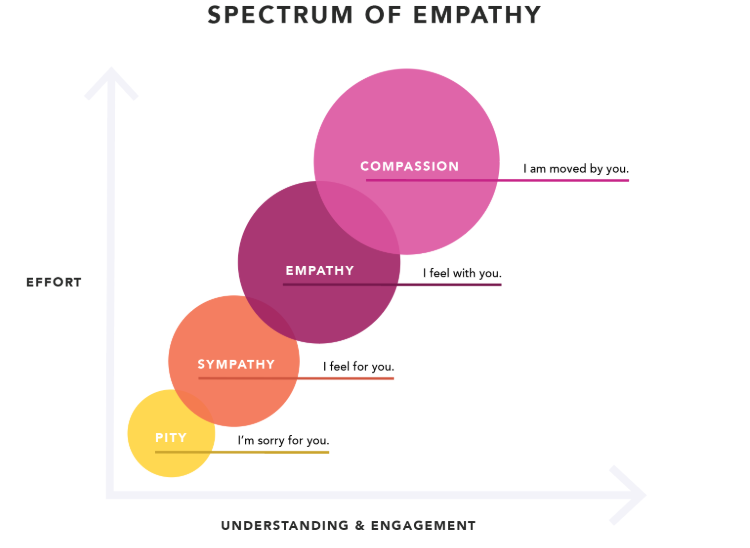 SPECTRUM OF EMPATHY
COMPASSION
I am moved by you.
EMPATHY
I feel with you.
EFFORT
SYMPATHY
I feel for you.
PITY
I'm sorry for you.
UNDERSTANDING & ENGAGEMENT